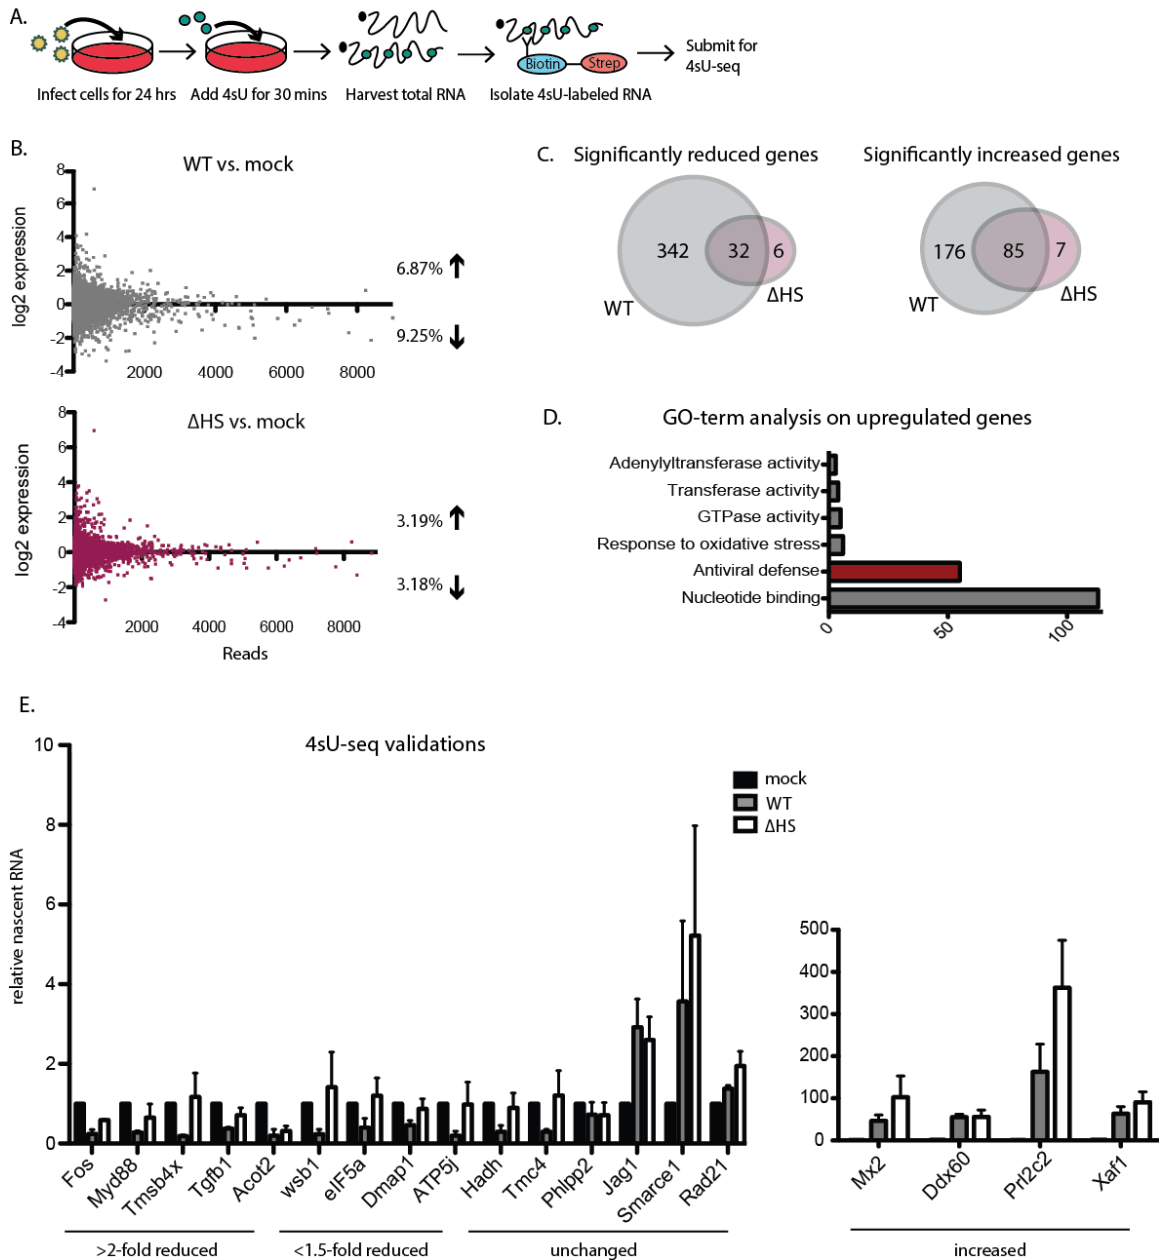 A.
Biotin
Strep
Submit for
4sU-seq
Infect cells for 24 hrs
Add 4sU for 30 mins
Harvest total RNA
Isolate 4sU-labeled RNA
B.
WT vs. mock
log2 expression
8
6
4
2
0
-2
-4
2000
4000
6000
8000
6.87%
9.25%
ΔHS vs. mock
log2 expression
8
6
4
2
0
-2
-4
2000
4000
6000
8000
Reads
3.19%
3.18%
C.
Significantly reduced genes
342
32
6
WT
ΔHS
Significantly increased genes
176
85
7
WT
ΔHS
D.
GO-term analysis on upregulated genes
Adenylyltransferase activity
Transferase activity
GTPase activity
Response to oxidative stress
Antiviral defense
Nucleotide binding
0
50
100
E.
4sU-seq validations
mock
WT
ΔHS
relative nascent RNA
10
8
6
4
2
0
Fos
Myd88
Tmsb4x
Tgfb1
Acot2
wsb1
eIF5a
Dmap1
ATP5j
Hadh
Tmc4
Phlpp2
Jag1
Smarce1
Rad21
>2-fold reduced
<1.5-fold reduced
unchanged
500
400
300
200
100
0
Mx2
Ddx60
Prl2c2
Xaf1
increased